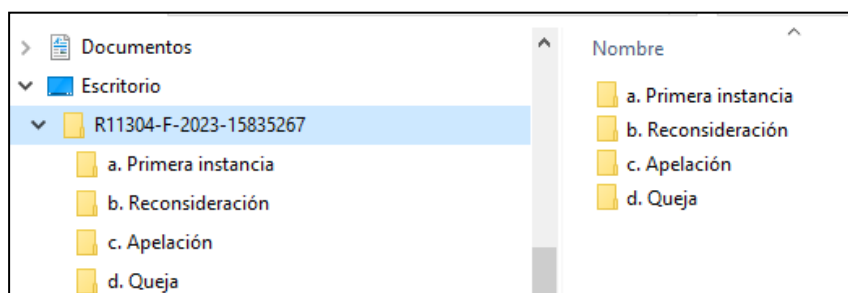 Documentos
Escritorio
R11304-F-2023-15835267
a. Primera instancia
b. Reconsideración
c. Apelación
d. Queja
Nombre
a. Primera instancia
b. Reconsideración
c. Apelación
d. Queja